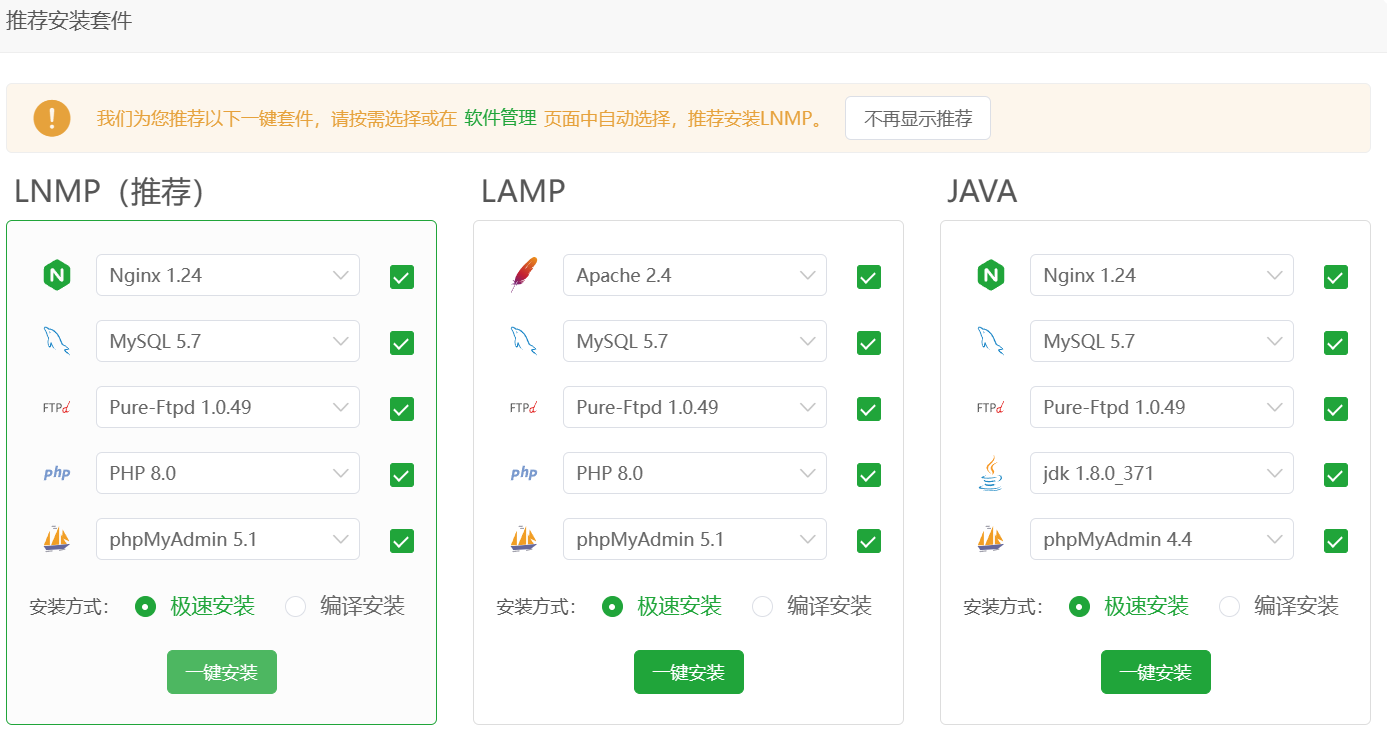 推荐安装套件
我们为您推荐以下一键套件，请按需选择或在 软件管理 页面中自动选择，推荐安装LNMP。 不再显示推荐
LNMP（推荐）
Nginx 1.24
MySQL 5.7
FTPd Pure-Ftpd 1.0.49
php PHP 8.0
phpMyAdmin 5.1
安装方式： 极速安装 编译安装
一键安装
LAMP
Apache 2.4
MySQL 5.7
FTPd Pure-Ftpd 1.0.49
php PHP 8.0
phpMyAdmin 5.1
安装方式： 极速安装 编译安装
一键安装
JAVA
Nginx 1.24
MySQL 5.7
FTPd Pure-Ftpd 1.0.49
jdk 1.8.0_371
phpMyAdmin 4.4
安装方式： 极速安装 编译安装
一键安装